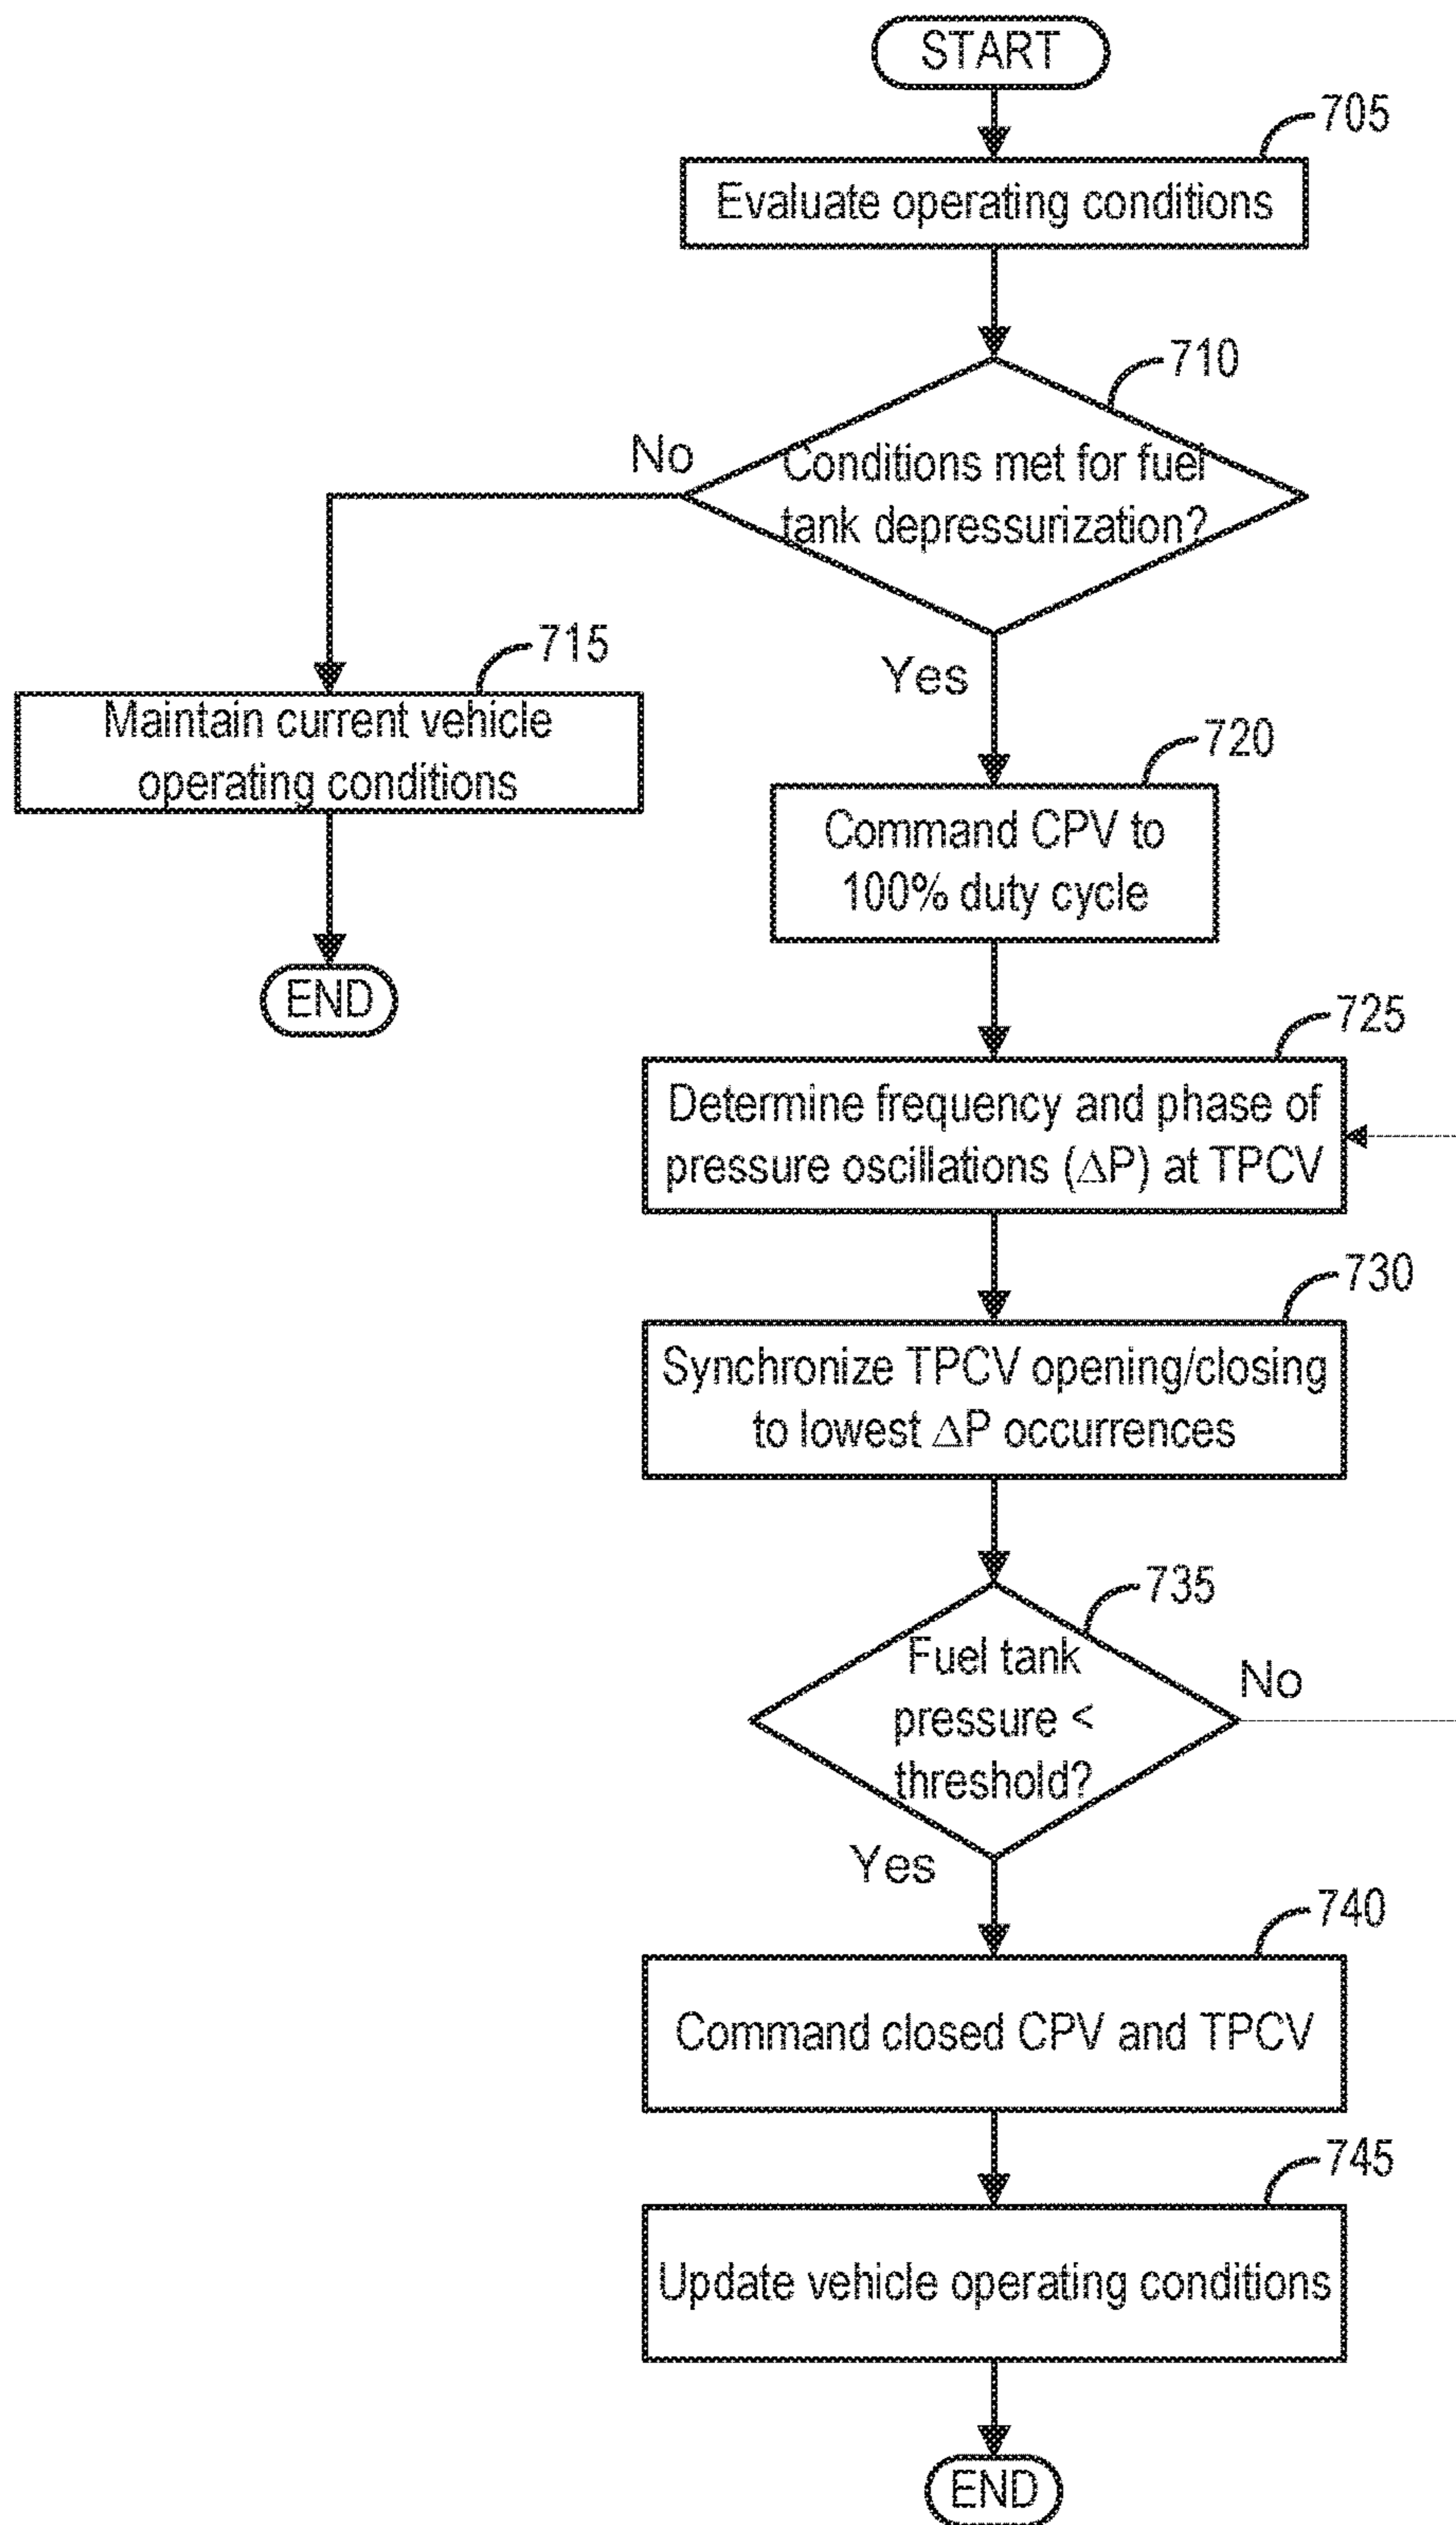 START
705
Evaluate operating conditions
710
No
Conditions met for fuel
tank depressurization?
715
Yes
Maintain current vehicle
operating conditions
720
Command CPV to
100% duty cycle
END
725
Determine frequency and phase of
pressure oscillations (ΔP) at TPCV
730
Synchronize TPCV opening/closing
to lowest ΔP occurrences
735
Fuel tank
pressure <
threshold?
No
Yes
740
Command closed CPV and TPCV
745
Update vehicle operating conditions
END